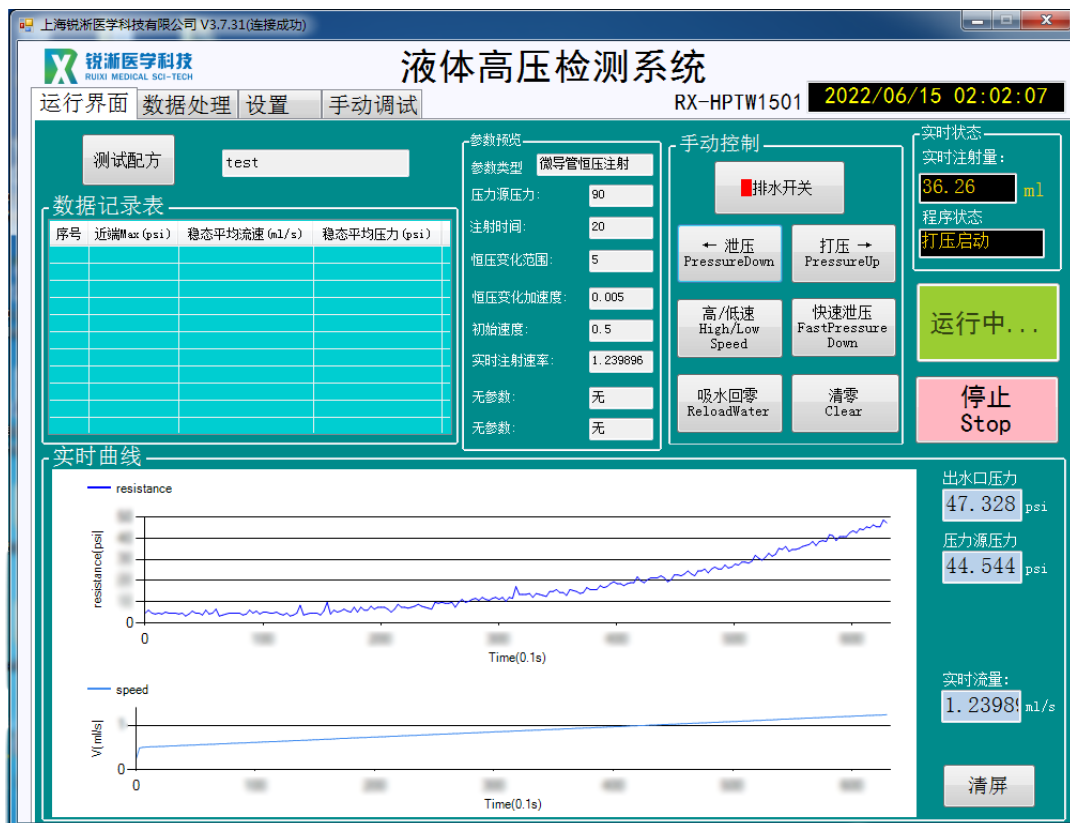 上海锐浙医学科技有限公司 V3.7.31(连接成功)
锐浙医学科技
RUIXI MEDICAL SCI-TECH
液体高压检测系统
RX-HPTW1501
2022/06/15 02:02:07
运行界面 数据处理 设置 手动调试
测试配方
test
数据记录表
序号 近端Max(psi) 稳态平均流速(ml/s) 稳态平均压力(psi)
参数预览
参数类型 微导管恒压注射
压力源压力: 90
注射时间: 20
恒压变化范围: 5
恒压变化加速度: 0.005
初始速度: 0.5
实时注射速率: 1.239896
无参数: 无
无参数: 无
手动控制
排水开关
← 泄压
PressureDown
打压 →
PressureUp
高/低速
High/Low
Speed
快速泄压
FastPressure
Down
吸水回零
ReloadWater
清零
Clear
实时状态
实时注射量:
36.26 ml
程序状态
打压启动
运行中...
停止
Stop
实时曲线
resistance
resistance[psi]
50
40
30
20
10
0
0 100 200 300 400 500 600
Time(0.1s)
speed
V[ml/s]
5
0
0 100 200 300 400 500 600
Time(0.1s)
出水口压力
47.328 psi
压力源压力
44.544 psi
实时流量:
1.2398 ml/s
清屏